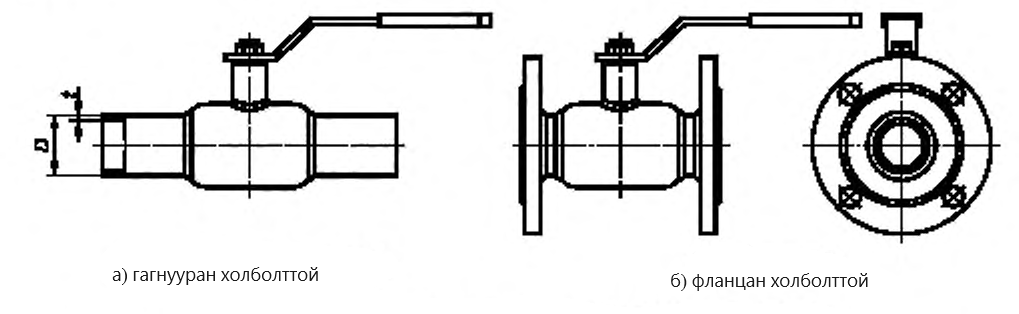 t
D
а) гагнууран холболттой
б) фланцан холболттой